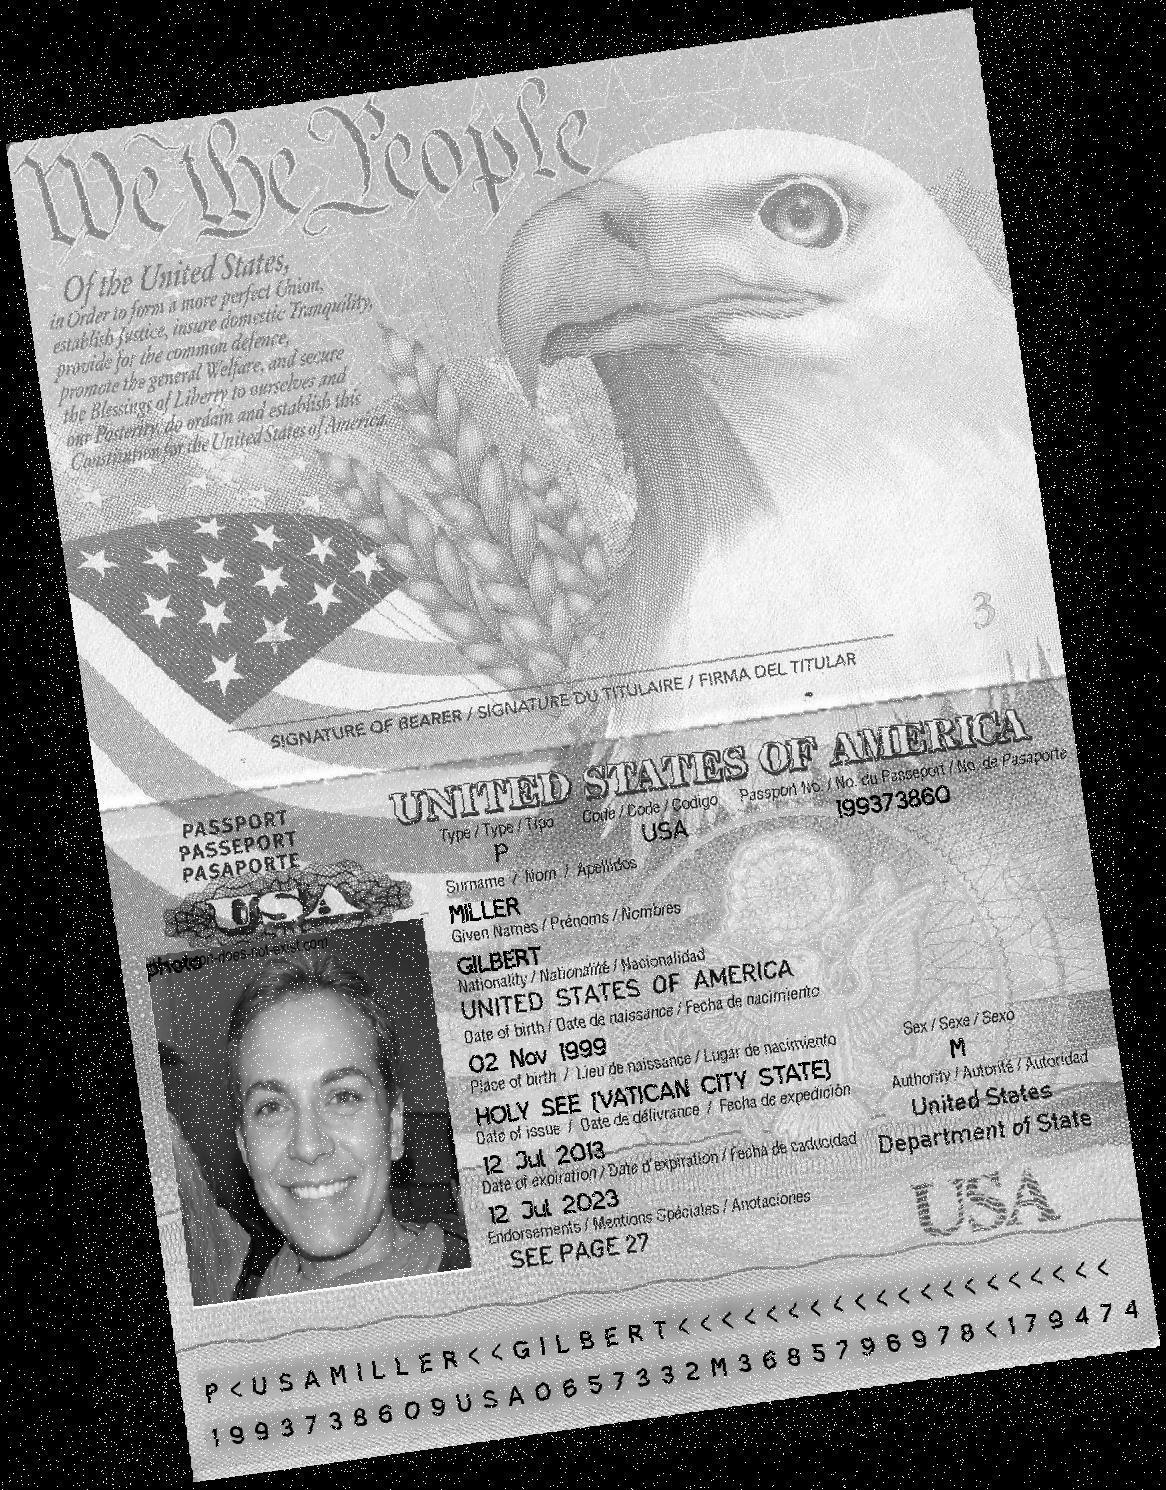 We the People
Of the United States,
in Order to form a more perfect Union,
establish Justice, insure domestic Tranquility,
provide for the common defence,
promote the general Welfare, and secure
the Blessings of Liberty to ourselves and
our Posterity, do ordain and establish this
Constitution for the United States of America.
3
SIGNATURE OF BEARER / SIGNATURE DU TITULAIRE / FIRMA DEL TITULAR
UNITED STATES OF AMERICA
PASSPORT
PASSEPORT
PASAPORTE
USA
Type / Type / Tipo Code / Code / Codigo Passport No. / No. du Passeport / No. de Pasaporte
P USA 199373860
Surname / Nom / Apellidos
MILLER
Given Names / Prénoms / Nombres
GILBERT
Nationality / Nationalité / Nacionalidad
UNITED STATES OF AMERICA
Date of birth / Date de naissance / Fecha de nacimiento
02 Nov 1999
Place of birth / Lieu de naissance / Lugar de nacimiento
HOLY SEE (VATICAN CITY STATE)
Date of issue / Date de délivrance / Fecha de expedición
12 Jul 2013
Date of expiration / Date d'expiration / Fecha de caducidad
12 Jul 2023
Endorsements / Mentions Spéciales / Anotaciones
SEE PAGE 27
Sex / Sexe / Sexo
M
Authority / Autorité / Autoridad
United States
Department of State
USA
P<USAMILLER<<GILBERT<<<<<<<<<<<<<<<<<<<<
1993738609USA0657332M3685796978<179474